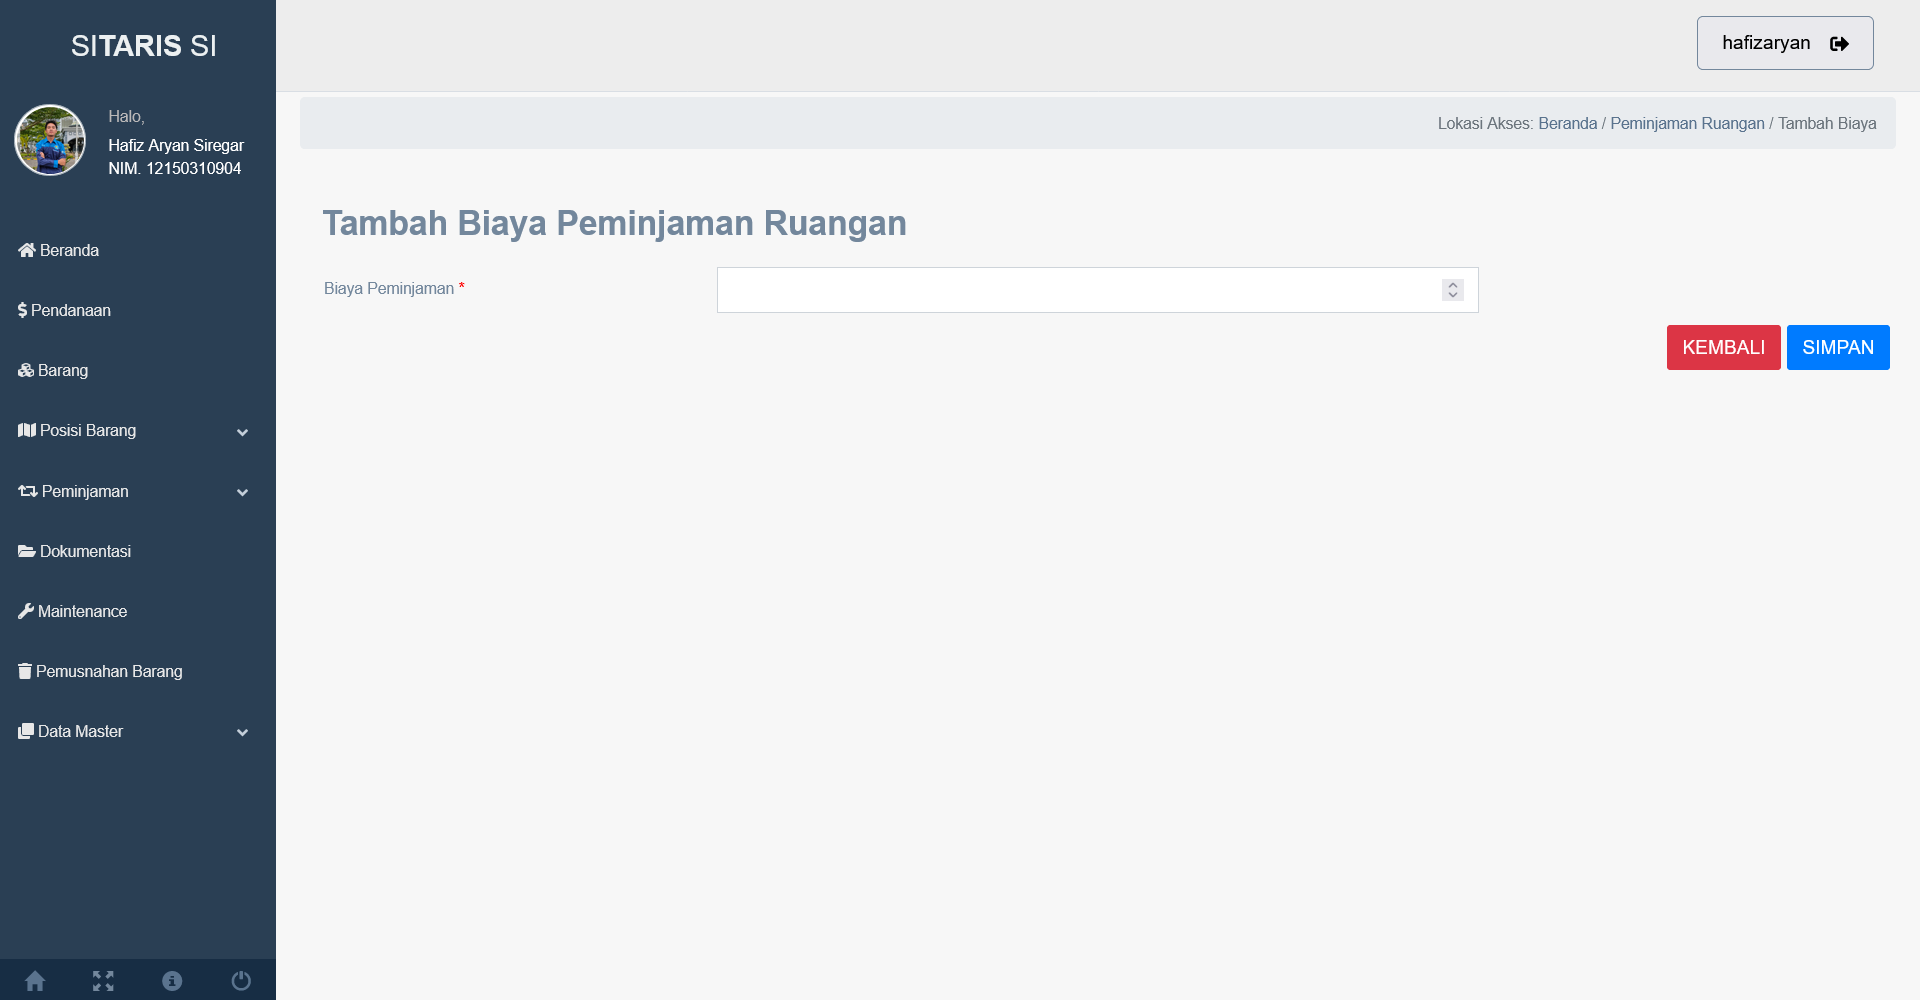 SITARIS SI
hafizaryan
Halo,
Hafiz Aryan Siregar
NIM. 12150310904
Lokasi Akses: Beranda / Peminjaman Ruangan / Tambah Biaya
Beranda
Pendanaan
Barang
Posisi Barang
Peminjaman
Dokumentasi
Maintenance
Pemusnahan Barang
Data Master
Tambah Biaya Peminjaman Ruangan
Biaya Peminjaman *
KEMBALI
SIMPAN